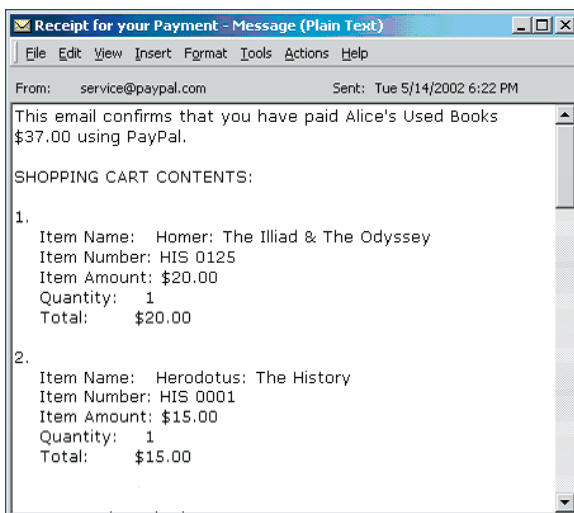 Receipt for your Payment - Message (Plain Text)
File Edit View Insert Format Tools Actions Help
From: service@paypal.com Sent: Tue 5/14/2002 6:22 PM
This email confirms that you have paid Alice's Used Books
$37.00 using PayPal.
SHOPPING CART CONTENTS:
1.
Item Name: Homer: The Illiad & The Odyssey
Item Number: HIS 0125
Item Amount: $20.00
Quantity: 1
Total: $20.00
2.
Item Name: Herodotus: The History
Item Number: HIS 0001
Item Amount: $15.00
Quantity: 1
Total: $15.00